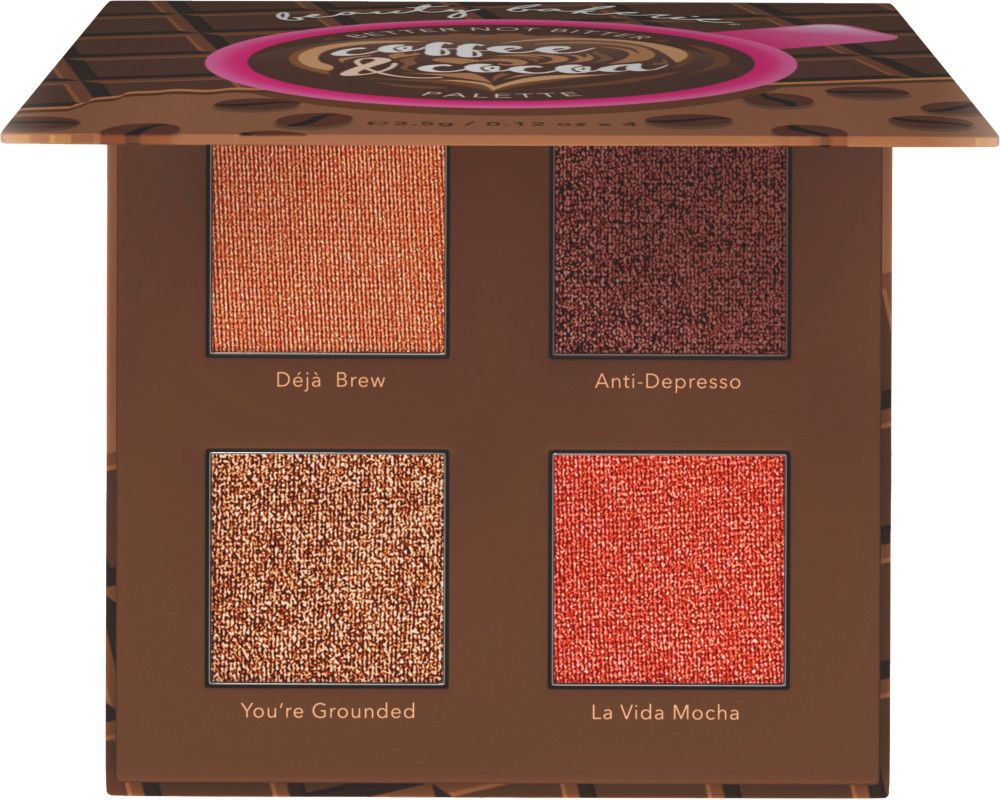 beauty bakerie®
BETTER NOT BITTER
coffee
& cocoa
PALETTE
℮3.5g / 0.12 oz x 4
Déjà Brew
Anti-Depresso
You're Grounded
La Vida Mocha